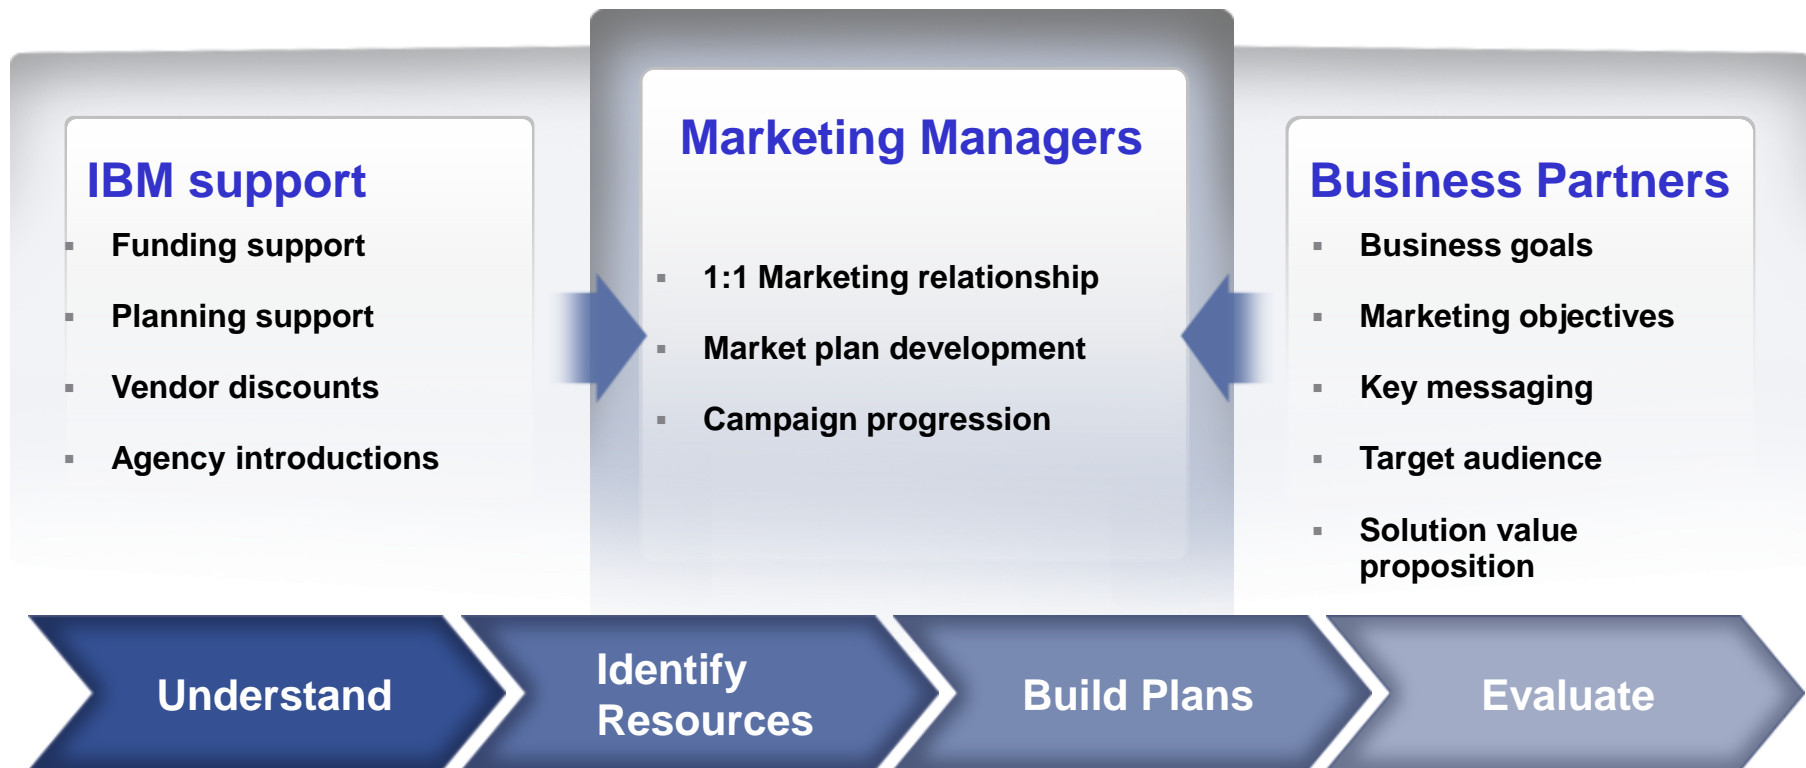 IBM support
▪ Funding support
▪ Planning support
▪ Vendor discounts
▪ Agency introductions
Marketing Managers
▪ 1:1 Marketing relationship
▪ Market plan development
▪ Campaign progression
Business Partners
▪ Business goals
▪ Marketing objectives
▪ Key messaging
▪ Target audience
▪ Solution value
proposition
Understand
Identify
Resources
Build Plans
Evaluate